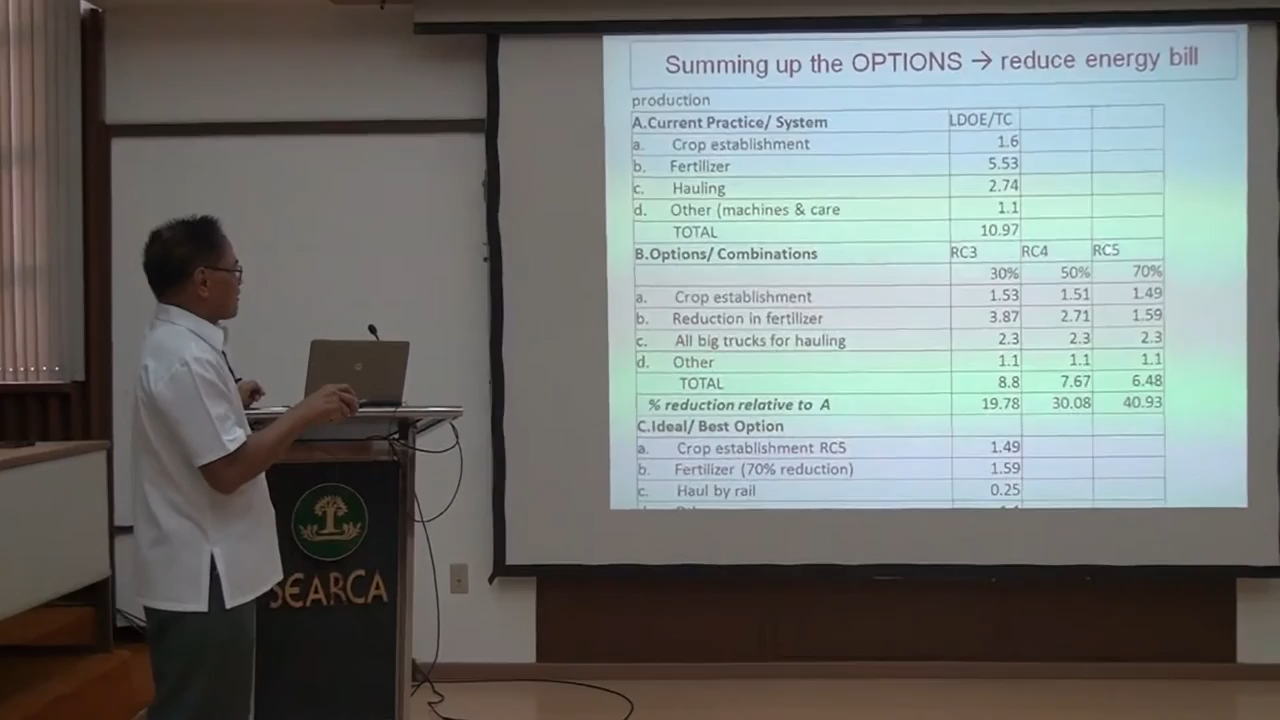 Summing up the OPTIONS → reduce energy bill
production
A.Current Practice/ System LDOE/TC
a. Crop establishment 1.6
b. Fertilizer 5.53
c. Hauling 2.74
d. Other (machines & care 1.1
TOTAL 10.97
B.Options/ Combinations RC3 RC4 RC5
30% 50% 70%
a. Crop establishment 1.53 1.51 1.49
b. Reduction in fertilizer 3.87 2.71 1.59
c. All big trucks for hauling 2.3 2.3 2.3
d. Other 1.1 1.1 1.1
TOTAL 8.8 7.67 6.48
% reduction relative to A 19.78 30.08 40.93
C.Ideal/ Best Option
a. Crop establishment RC5 1.49
b. Fertilizer (70% reduction) 1.59
c. Haul by rail 0.25
SEARCA